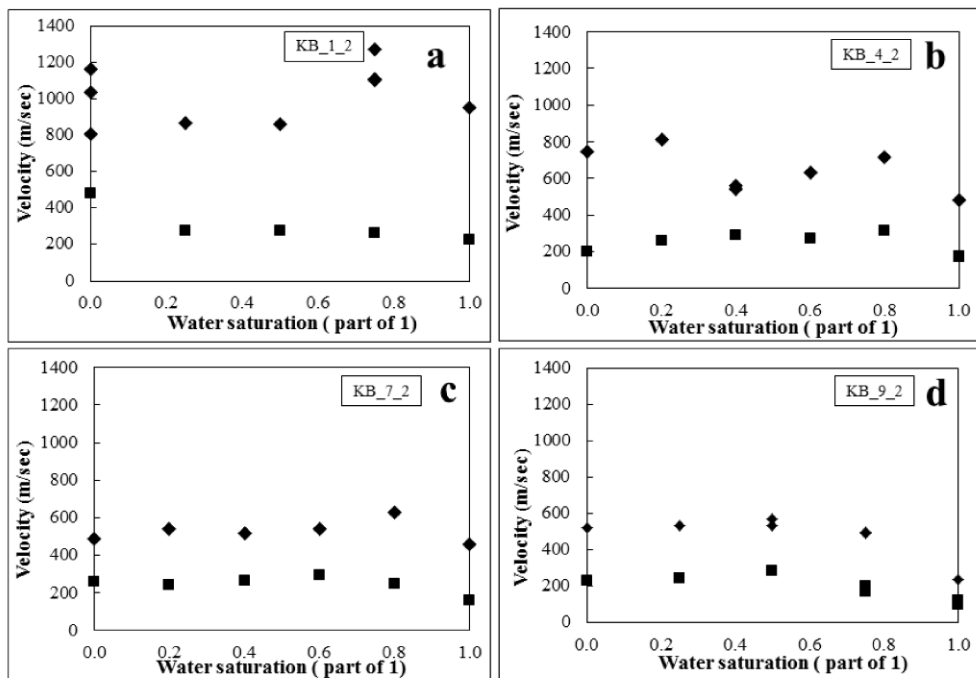 KB_1_2
a
1400
1200
1000
800
600
400
200
0
Velocity (m/sec)
0.0 0.2 0.4 0.6 0.8 1.0
Water saturation ( part of 1)
KB_4_2
b
1400
1200
1000
800
600
400
200
0
Velocity (m/sec)
0.0 0.2 0.4 0.6 0.8 1.0
Water saturation ( part of 1)
KB_7_2
c
1400
1200
1000
800
600
400
200
0
Velocity (m/sec)
0.0 0.2 0.4 0.6 0.8 1.0
Water saturation ( part of 1)
KB_9_2
d
1400
1200
1000
800
600
400
200
0
Velocity (m/sec)
0.0 0.2 0.4 0.6 0.8 1.0
Water saturation ( part of 1)